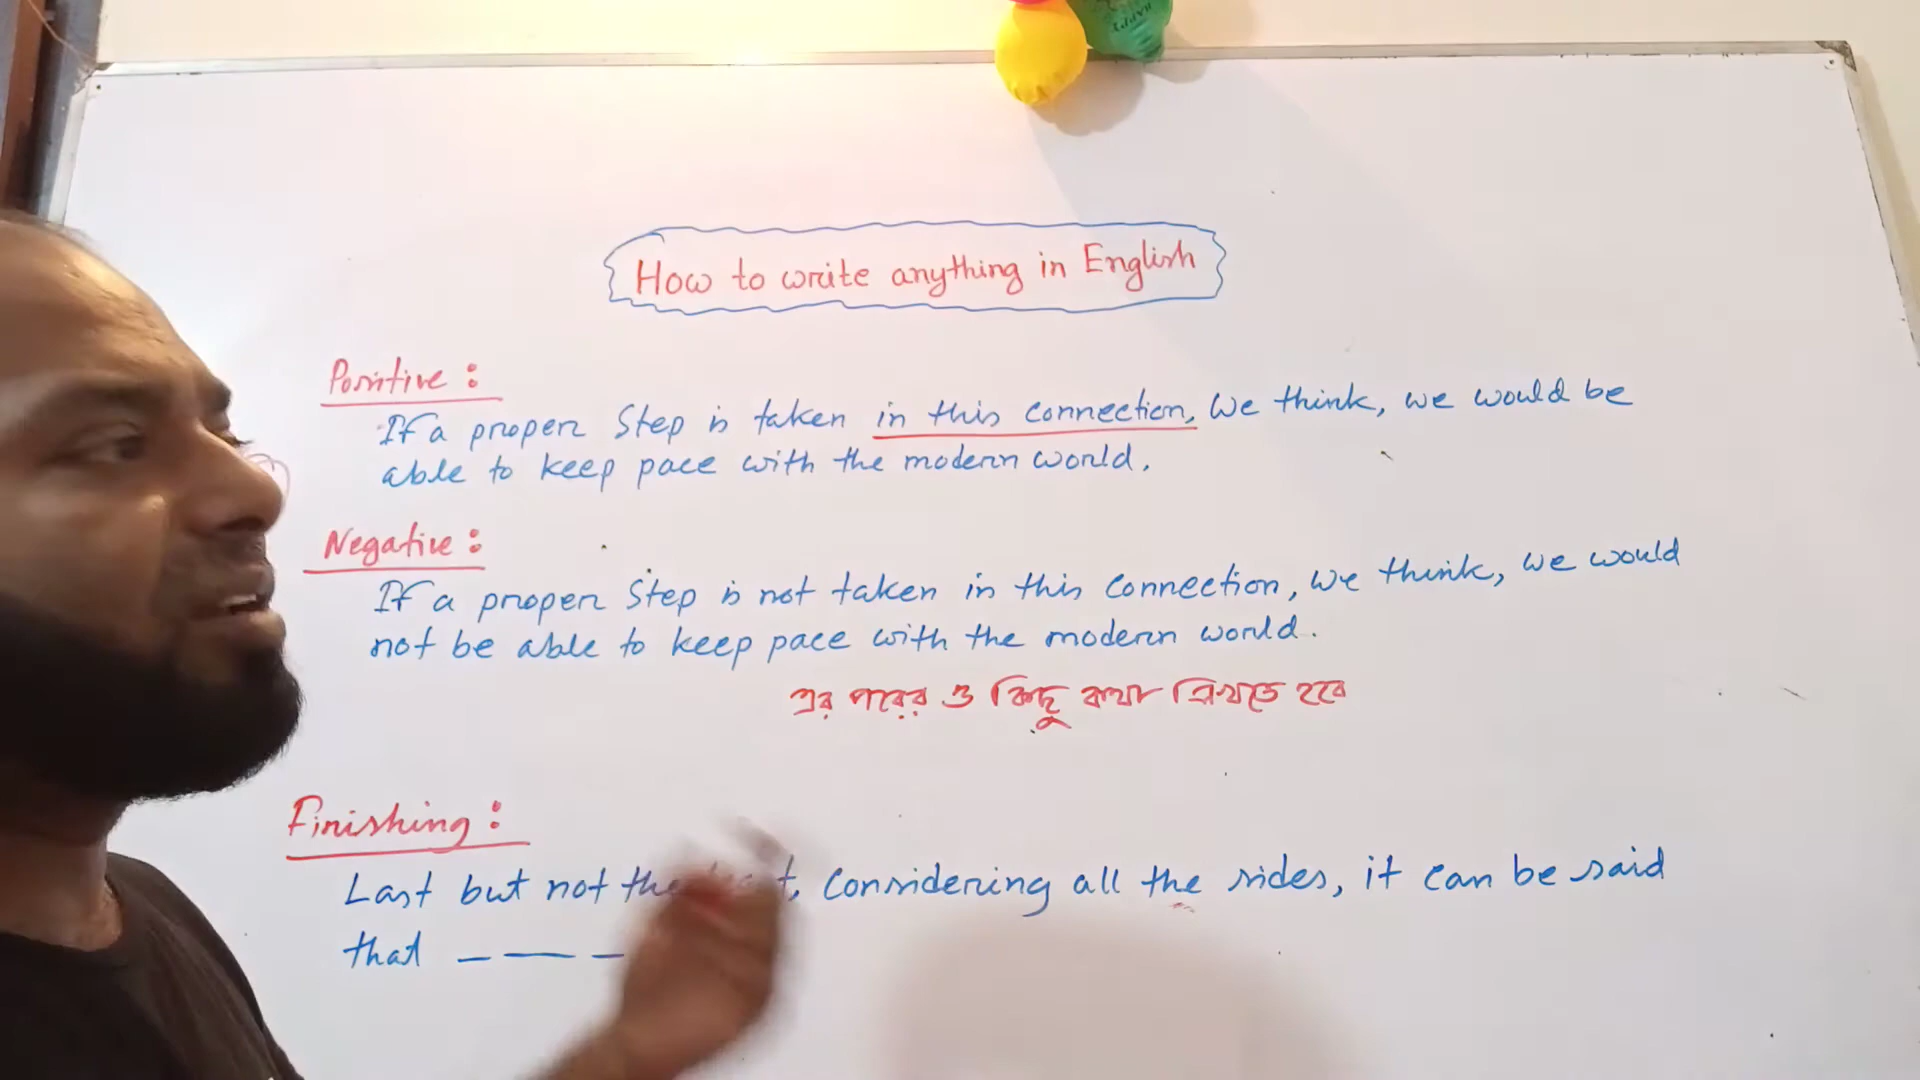 How to write anything in English
Positive :
If a proper Step is taken in this connection, we think, we would be
able to keep pace with the modern world.
Negative :
If a proper Step is not taken in this connection, we think, we would
not be able to keep pace with the modern world.
এর পরের ও কিছু কথা লিখতে হবে
Finishing :
Last but not the least, Considering all the sides, it can be said
that — — —